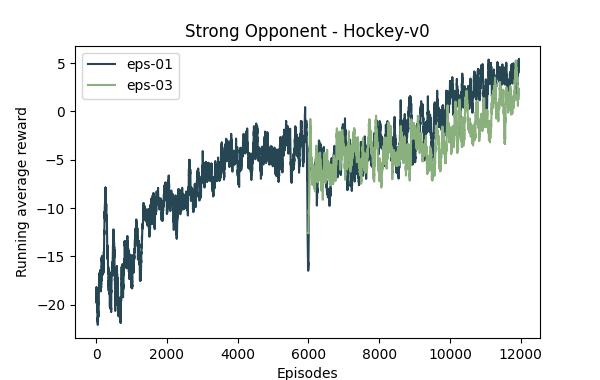 Strong Opponent - Hockey-v0
eps-01
eps-03
Running average reward
5
0
−5
−10
−15
−20
0
2000
4000
6000
8000
10000
12000
Episodes